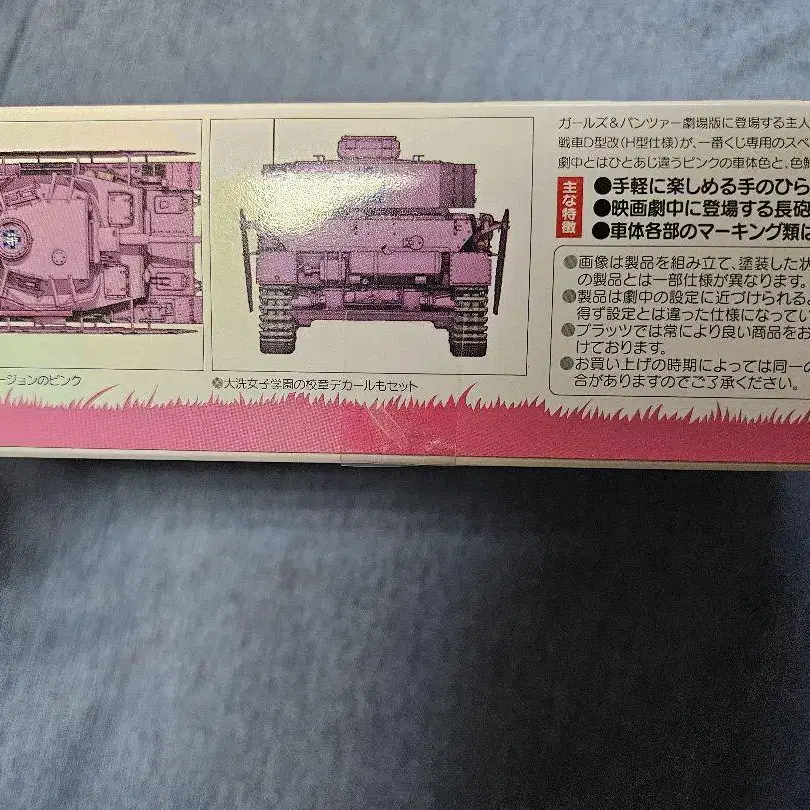 ージョンのピンク
大洗女子学園の校章デカールもセット
ガールズ&パンツァー劇場版に登場する主人
戦車D型改(H型仕様)が、一番くじ専用のスペ
劇中とはひとあじ違うピンクの車体色と、色
主な特徴
●手軽に楽しめる手のひら
●映画劇中に登場する長砲
●車体各部のマーキング類は
画像は製品を組み立て、塗装した状
の製品とは一部仕様が異なります。
製品は劇中の設定に近づけられる
得ず設定とは違った仕様になってい
プラッツでは常により良い商品をお
けております。
お買い上げの時期によっては同一の
合がありますのでご了承ください。